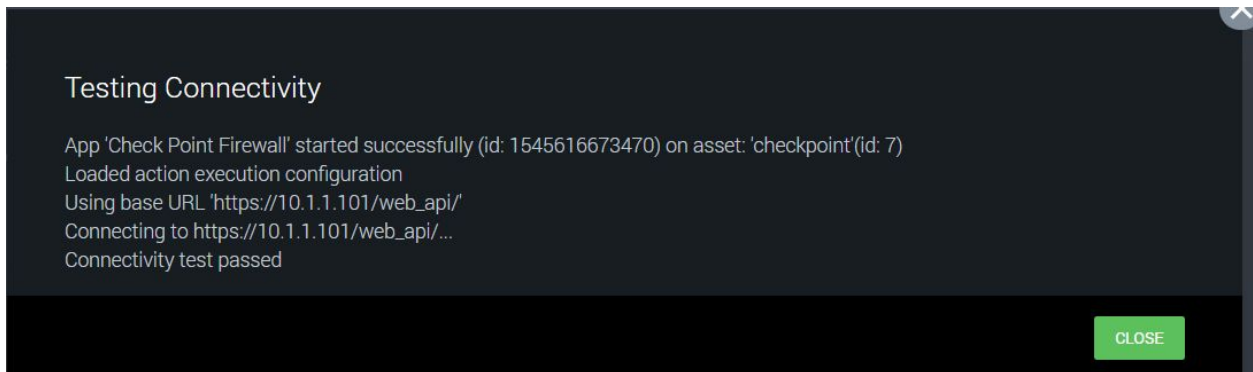 Testing Connectivity
App 'Check Point Firewall' started successfully (id: 1545616673470) on asset: 'checkpoint'(id: 7)
Loaded action execution configuration
Using base URL 'https://10.1.1.101/web_api/'
Connecting to https://10.1.1.101/web_api/...
Connectivity test passed
CLOSE